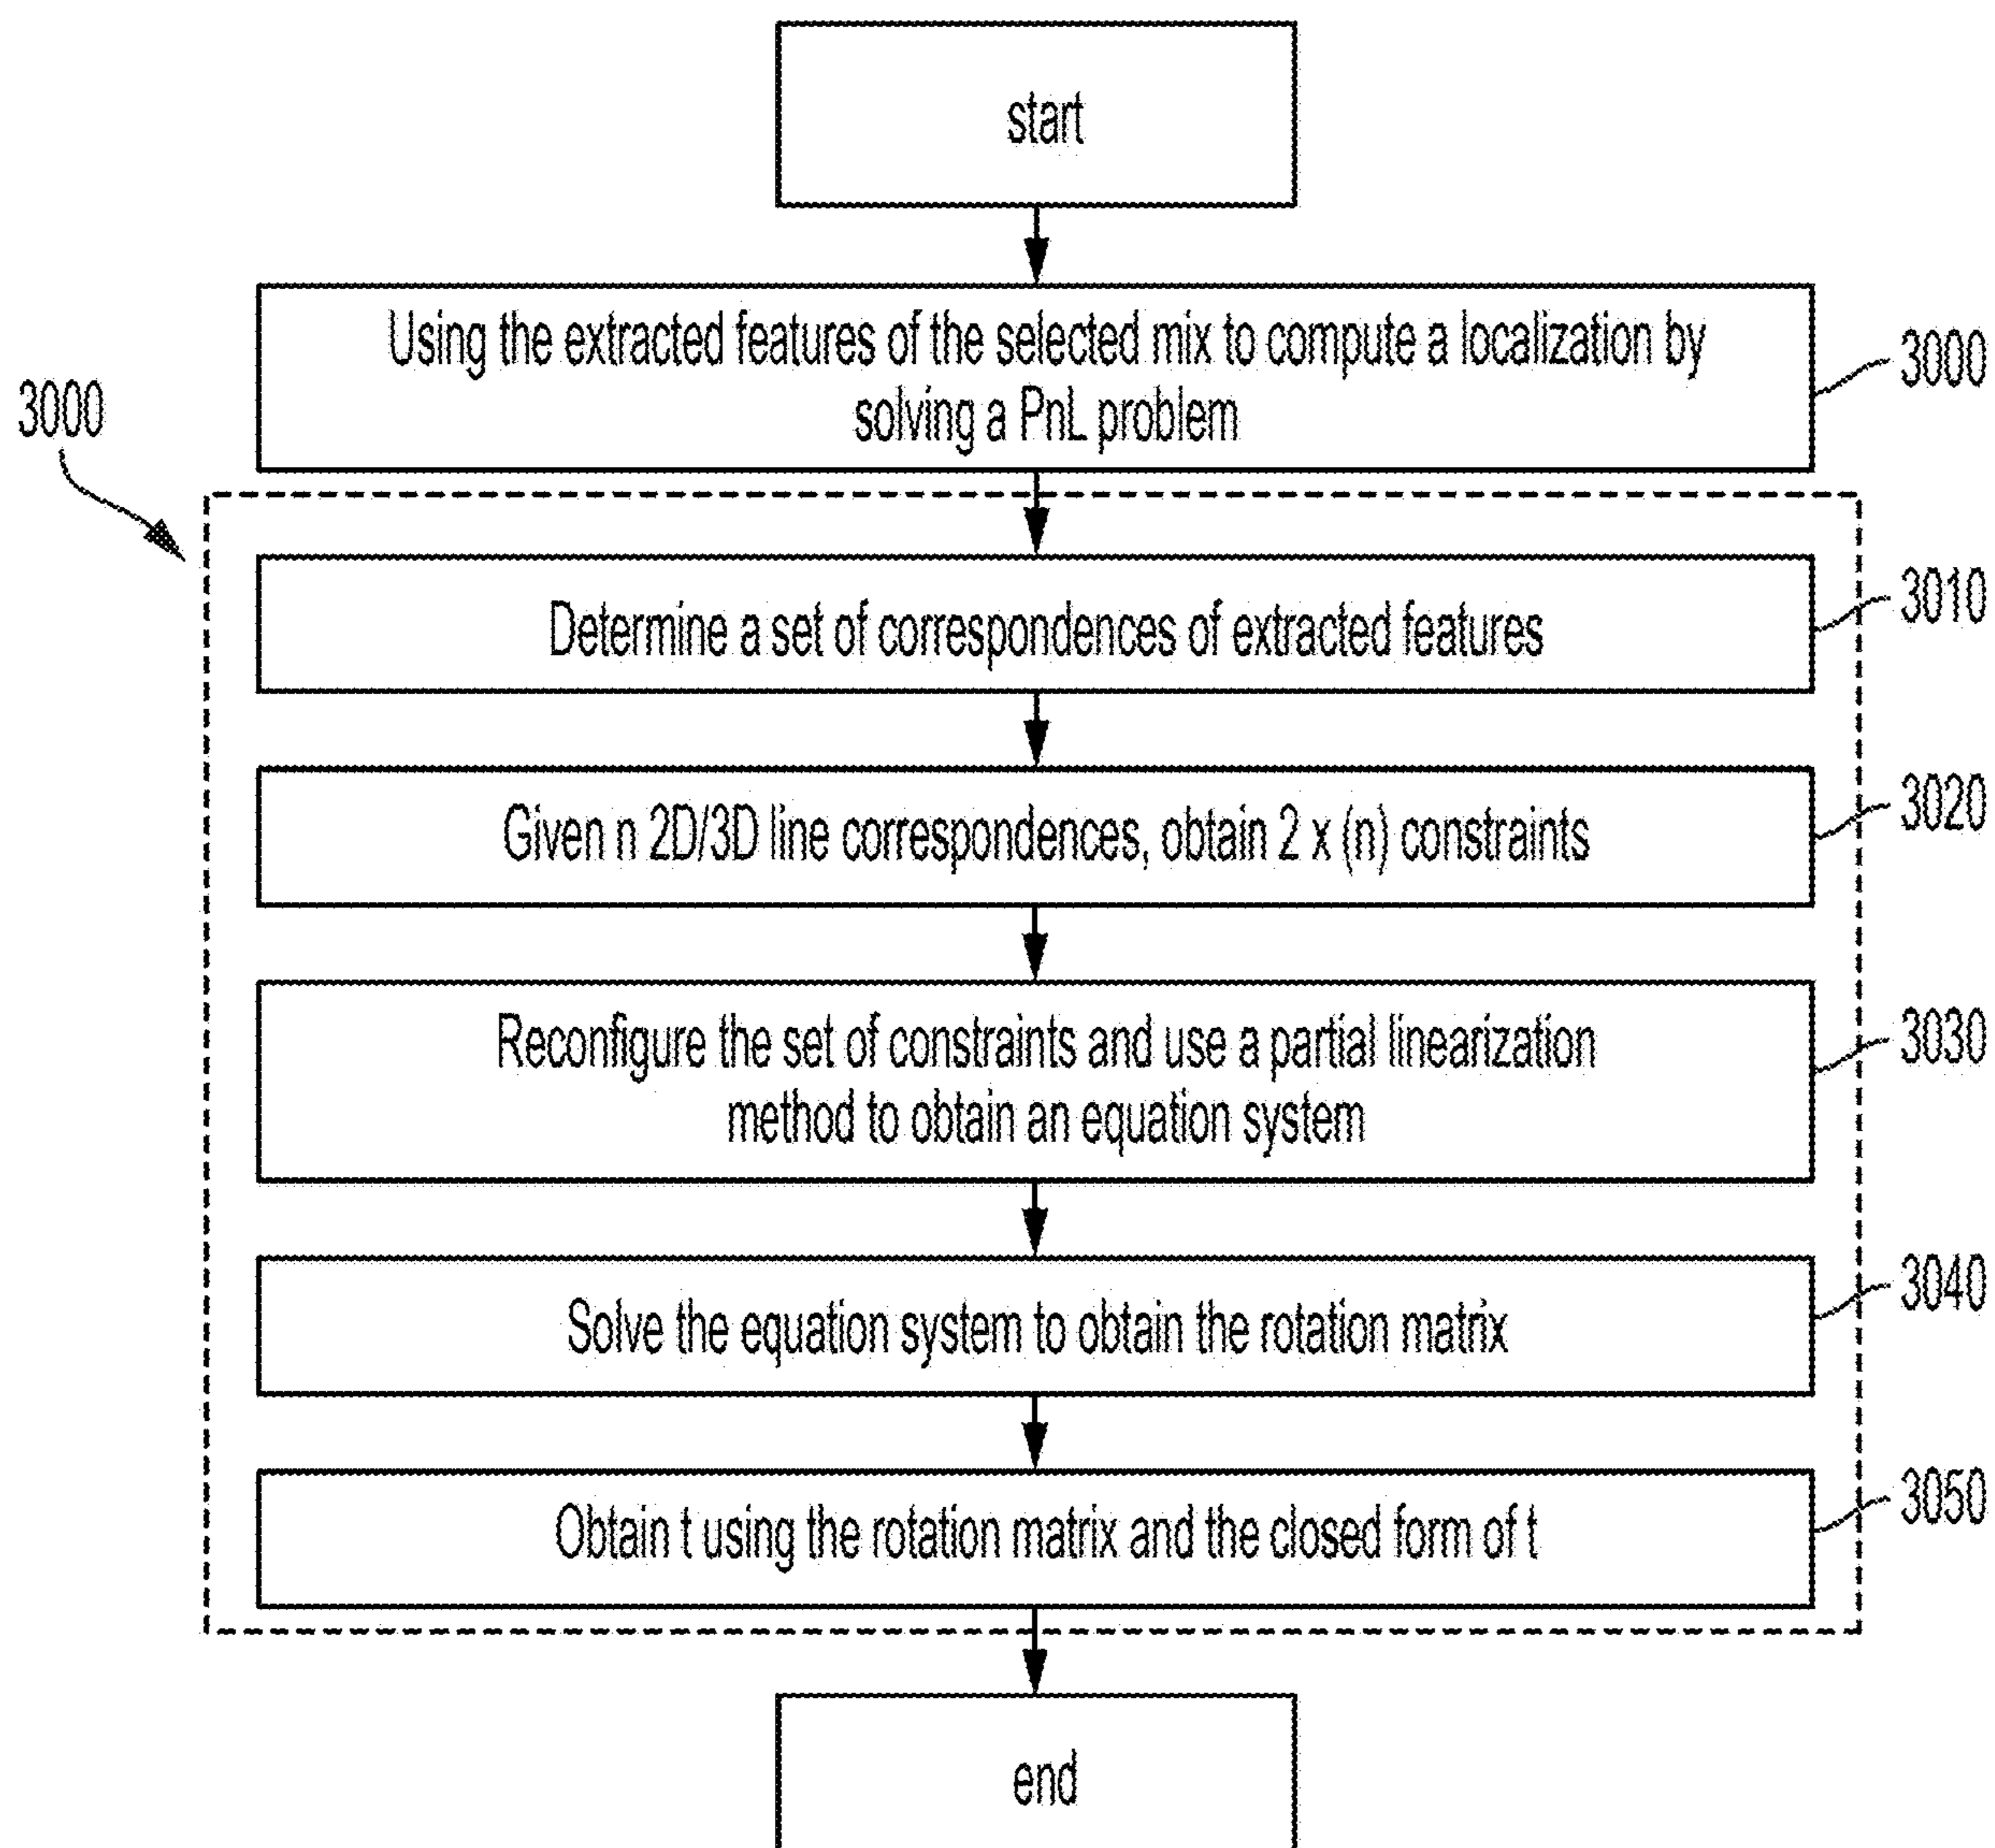 start
Using the extracted features of the selected mix to compute a localization by
solving a PnL problem
3000
3000
Determine a set of correspondences of extracted features
3010
Given n 2D/3D line correspondences, obtain 2 x (n) constraints
3020
Reconfigure the set of constraints and use a partial linearization
method to obtain an equation system
3030
Solve the equation system to obtain the rotation matrix
3040
Obtain t using the rotation matrix and the closed form of t
3050
end